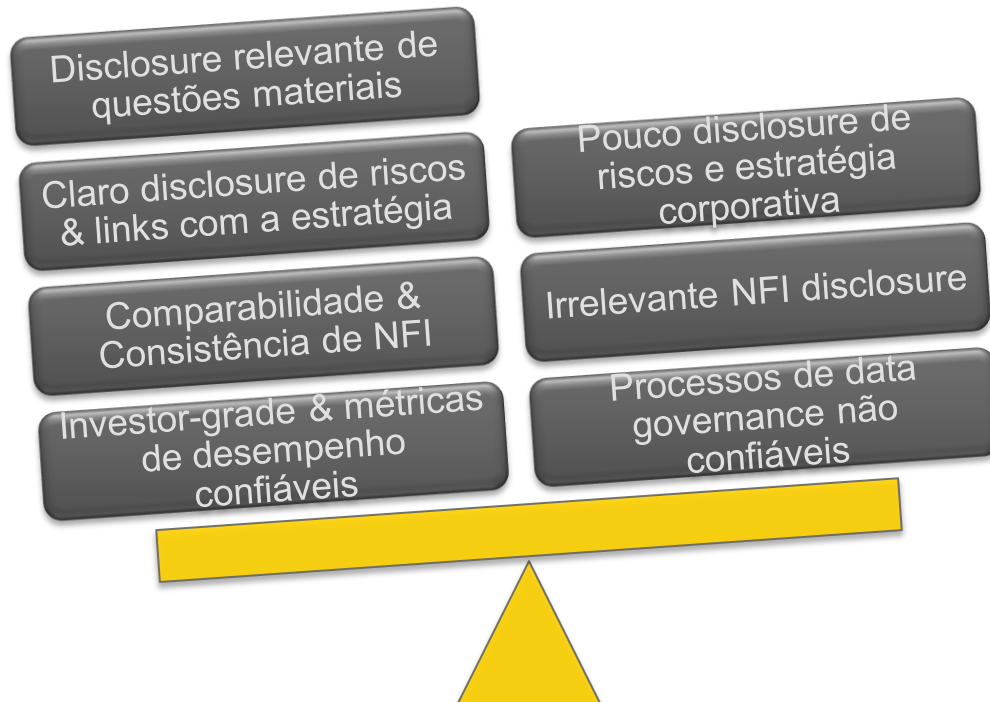 Disclosure relevante de
questões materiais
Claro disclosure de riscos
& links com a estratégia
Comparabilidade &
Consistência de NFI
Investor-grade & métricas
de desempenho
confiáveis
Pouco disclosure de
riscos e estratégia
corporativa
Irrelevante NFI disclosure
Processos de data
governance não
confiáveis